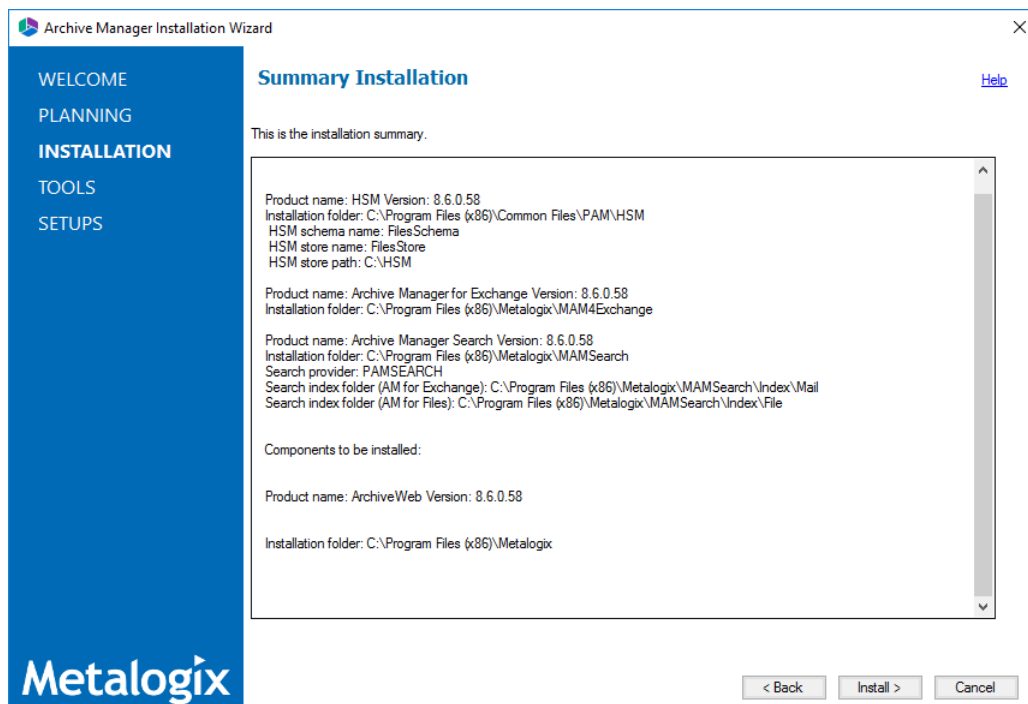 Archive Manager Installation Wizard
WELCOME
PLANNING
INSTALLATION
TOOLS
SETUPS
Metalogix
Summary Installation
Help
This is the installation summary.
Product name: HSM Version: 8.6.0.58
Installation folder: C:\Program Files (x86)\Common Files\PAM\HSM
HSM schema name: FilesSchema
HSM store name: FilesStore
HSM store path: C:\HSM
Product name: Archive Manager for Exchange Version: 8.6.0.58
Installation folder: C:\Program Files (x86)\Metalogix\MAM4Exchange
Product name: Archive Manager Search Version: 8.6.0.58
Installation folder: C:\Program Files (x86)\Metalogix\MAMSearch
Search provider: PAMSEARCH
Search index folder (AM for Exchange): C:\Program Files (x86)\Metalogix\MAMSearch\Index\Mail
Search index folder (AM for Files): C:\Program Files (x86)\Metalogix\MAMSearch\Index\File
Components to be installed:
Product name: ArchiveWeb Version: 8.6.0.58
Installation folder: C:\Program Files (x86)\Metalogix
< Back
Install >
Cancel